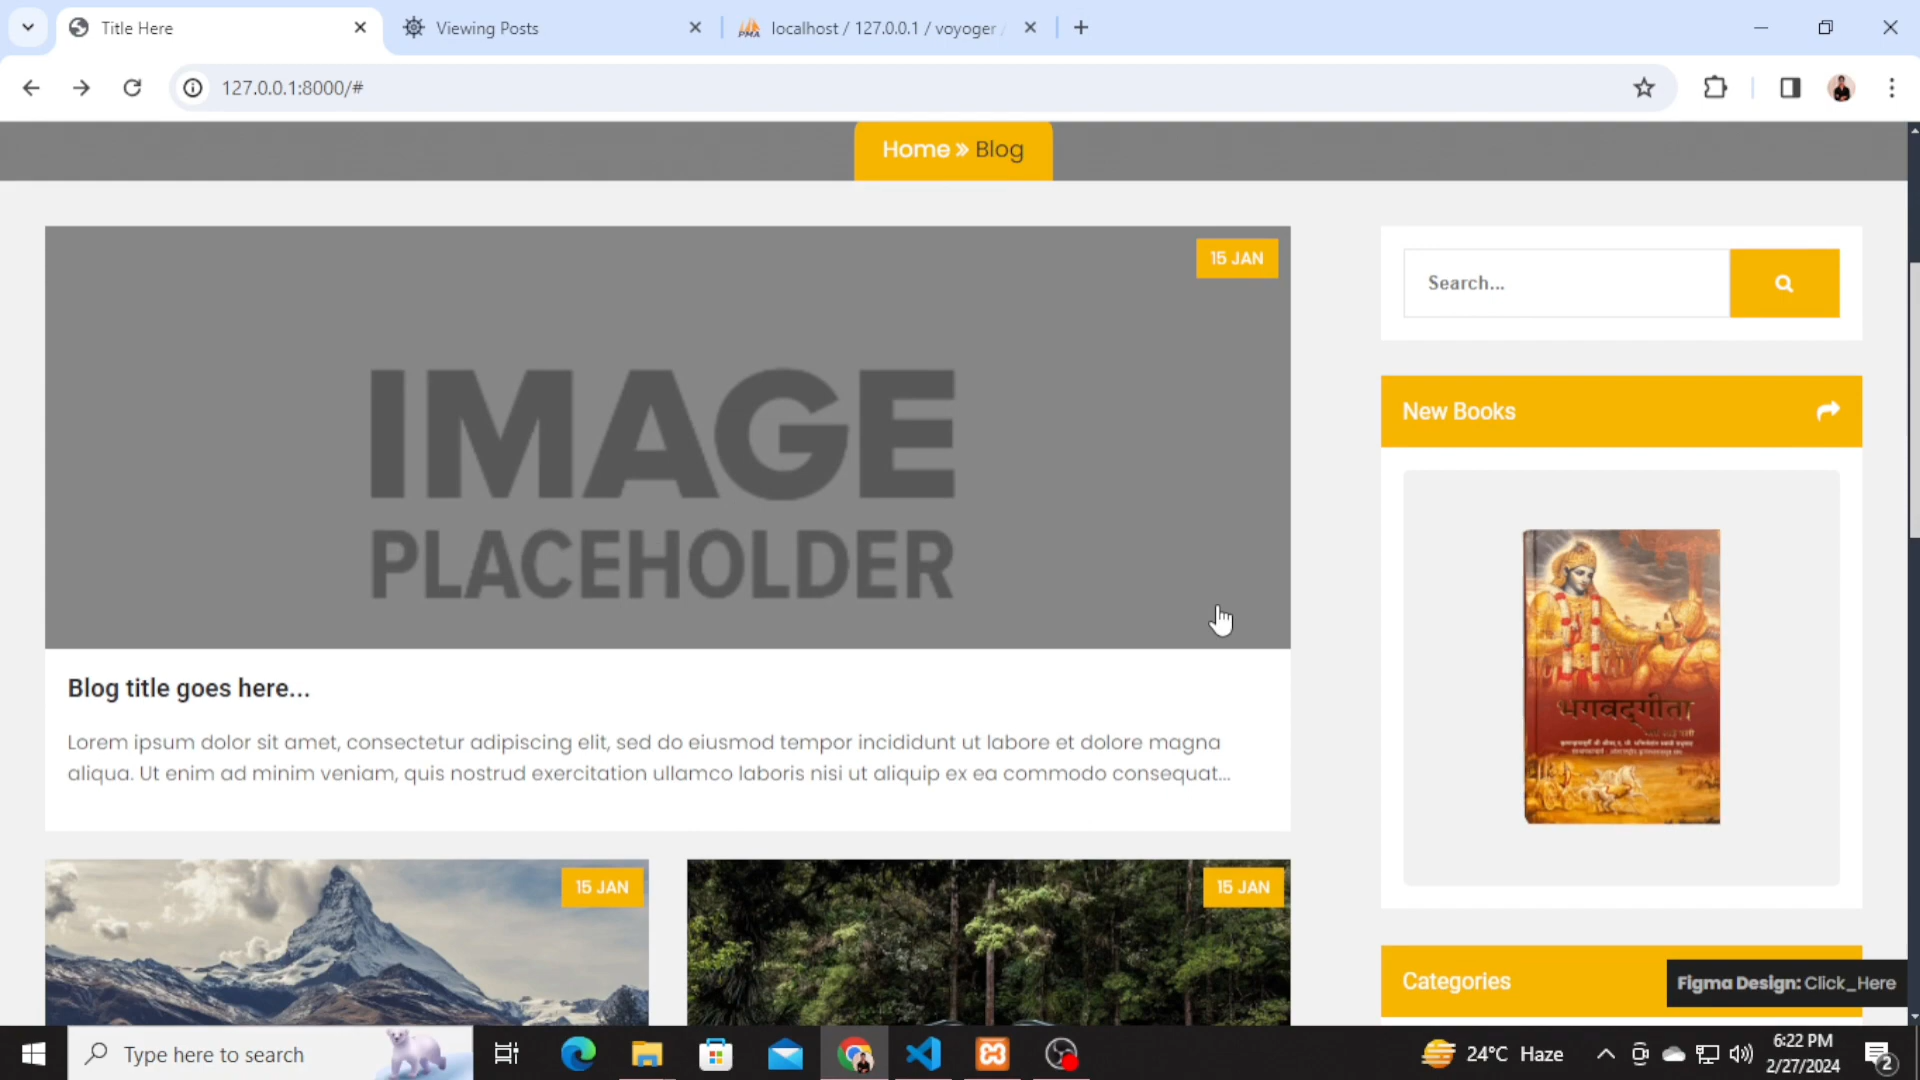 Title Here
Viewing Posts
localhost / 127.0.0.1 / voyoger /
127.0.0.1:8000/#
Home » Blog
15 JAN
IMAGE
PLACEHOLDER
Blog title goes here...
Lorem ipsum dolor sit amet, consectetur adipiscing elit, sed do eiusmod tempor incididunt ut labore et dolore magna
aliqua. Ut enim ad minim veniam, quis nostrud exercitation ullamco laboris nisi ut aliquip ex ea commodo consequat...
15 JAN
15 JAN
Search...
New Books
भगवद्गीता
Categories
Figma Design: Click_Here
Type here to search
24°C Haze
6:22 PM
2/27/2024
2